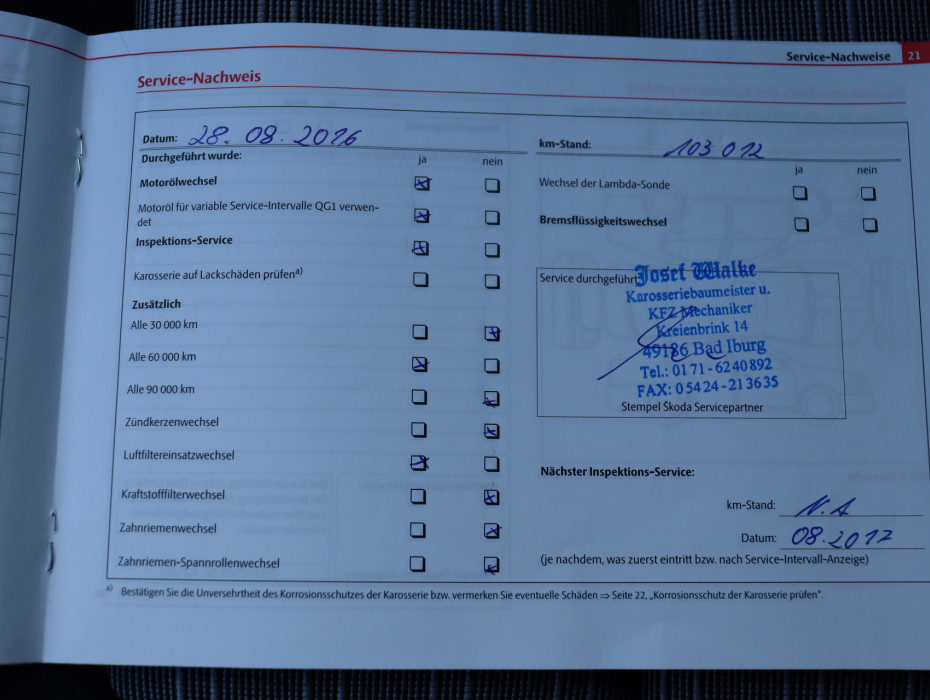 Service-Nachweise 21
Service-Nachweis
Datum: 28.08.2016
Durchgeführt wurde:
ja nein
Motorölwechsel
Motoröl für variable Service-Intervalle QG1 verwen-
det
Inspektions-Service
Karosserie auf Lackschäden prüfen a)
Zusätzlich
Alle 30 000 km
Alle 60 000 km
Alle 90 000 km
Zündkerzenwechsel
Luftfiltereinsatzwechsel
Kraftstofffilterwechsel
Zahnriemenwechsel
Zahnriemen-Spannrollenwechsel
km-Stand: 103 012
ja nein
Wechsel der Lambda-Sonde
Bremsflüssigkeitswechsel
Service durchgeführt
Josef Walke
Karosseriebaumeister u.
KFZ Mechaniker
Kreienbrink 14
49186 Bad Iburg
Tel.: 0171-6240892
FAX: 05424-213635
Stempel Škoda Servicepartner
Nächster Inspektions-Service:
km-Stand: N.A
Datum: 08.2017
(je nachdem, was zuerst eintritt bzw. nach Service-Intervall-Anzeige)
a) Bestätigen Sie die Unversehrtheit des Korrosionsschutzes der Karosserie bzw. vermerken Sie eventuelle Schäden ⇒ Seite 22, „Korrosionsschutz der Karosserie prüfen“.